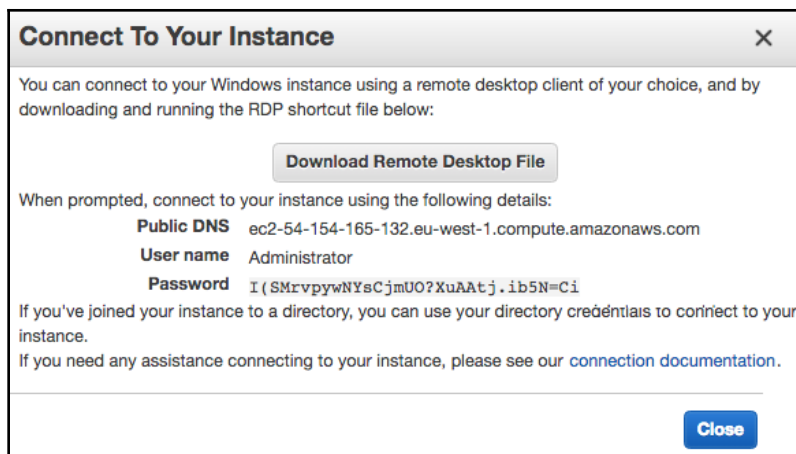 Connect To Your Instance ×
You can connect to your Windows instance using a remote desktop client of your choice, and by
downloading and running the RDP shortcut file below:
Download Remote Desktop File
When prompted, connect to your instance using the following details:
Public DNS ec2-54-154-165-132.eu-west-1.compute.amazonaws.com
User name Administrator
Password I(SMrvpywNYsCjmUO?XuAAtj.ib5N=Ci
If you've joined your instance to a directory, you can use your directory credentials to connect to your
instance.
If you need any assistance connecting to your instance, please see our connection documentation.
Close